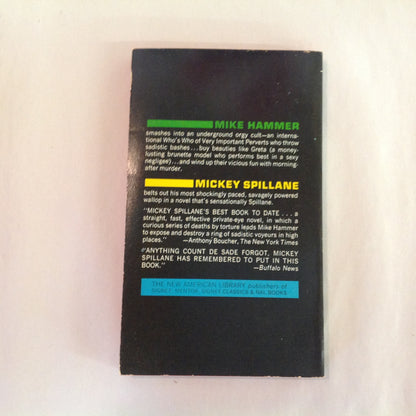 MIKE HAMMER
smashes into an underground orgy cult—an interna-
tional Who's Who of Very Important Perverts who throw
sadistic bashes...buy beauties like Greta (a money-
lusting brunette model who performs best in a sexy
negligee)...and wind up their vicious fun with morning-
after murder.
MICKEY SPILLANE
belts out his most shockingly paced, savagely powered
wallop in a novel that's sensationally Spillane.
"MICKEY SPILLANE'S BEST BOOK TO DATE...a
straight, fast, effective private-eye novel, in which a
curious series of deaths by torture leads Mike Hammer
to expose and destroy a ring of sadistic voyeurs in high
places."—Anthony Boucher, The New York Times
"ANYTHING COUNT DE SADE FORGOT, MICKEY
SPILLANE HAS REMEMBERED TO PUT IN THIS
BOOK."
—Buffalo News
THE NEW AMERICAN LIBRARY publishers of
SIGNET, MENTOR, SIGNET CLASSICS & NAL BOOKS